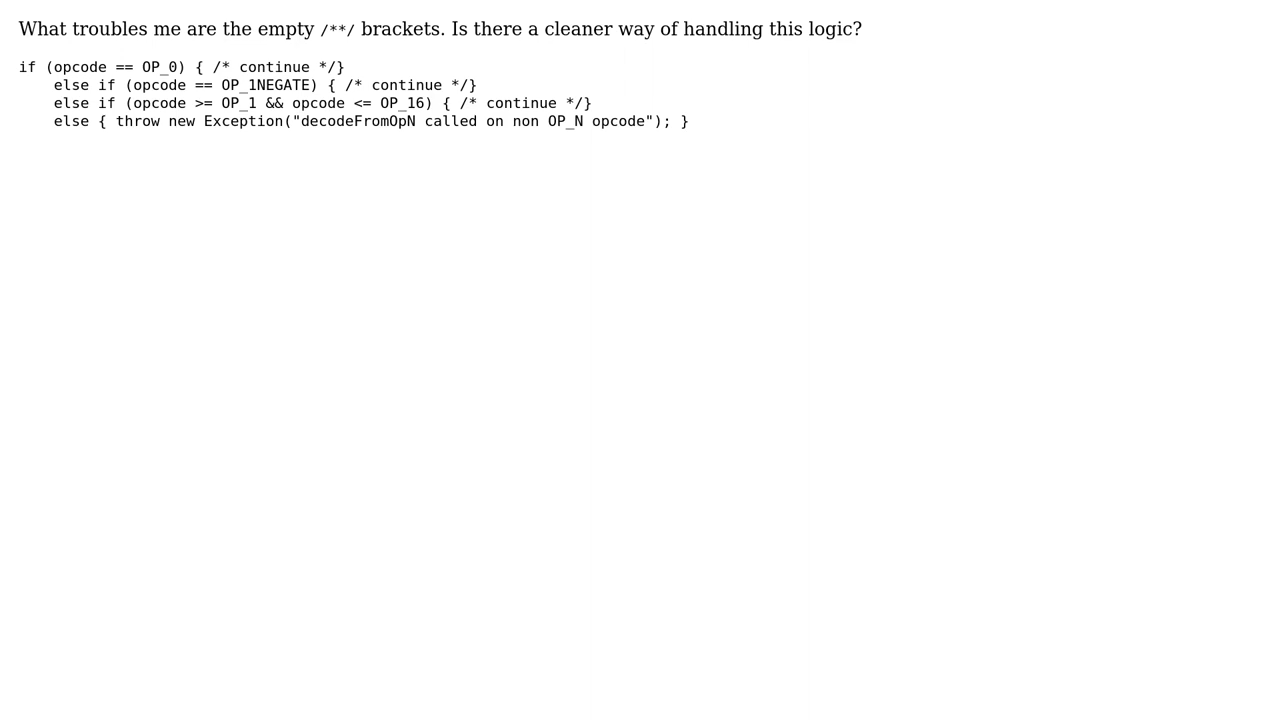 What troubles me are the empty /**/ brackets. Is there a cleaner way of handling this logic?
if (opcode == OP_0) { /* continue */}
    else if (opcode == OP_1NEGATE) { /* continue */}
    else if (opcode >= OP_1 && opcode <= OP_16) { /* continue */}
    else { throw new Exception("decodeFromOpN called on non OP_N opcode"); }